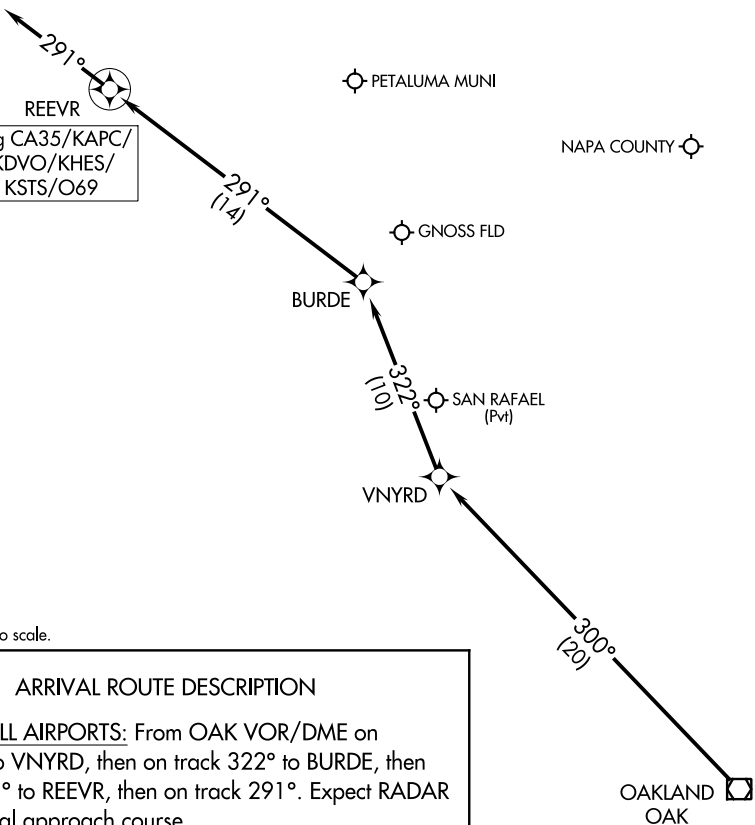 291°
PETALUMA MUNI
REEVR
CA35/KAPC/
KDVO/KHES/
KSTS/O69
NAPA COUNTY
291°
(14)
GNOSS FLD
BURDE
322°
(10)
SAN RAFAEL
(Pvt)
VNYRD
300°
(20)
scale.
ARRIVAL ROUTE DESCRIPTION
AIRPORTS: From OAK VOR/DME on
VNYRD, then on track 322° to BURDE, then
to REEVR, then on track 291°. Expect RADAR
approach course.
OAKLAND
OAK